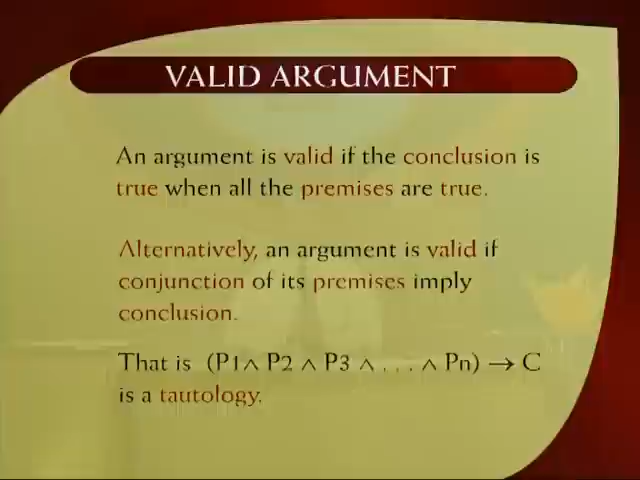 VALID ARGUMENT
An argument is valid if the conclusion is
true when all the premises are true.
Alternatively, an argument is valid if
conjunction of its premises imply
conclusion.
That is (P1∧ P2 ∧ P3 ∧ . . . ∧ Pn) → C
is a tautology.